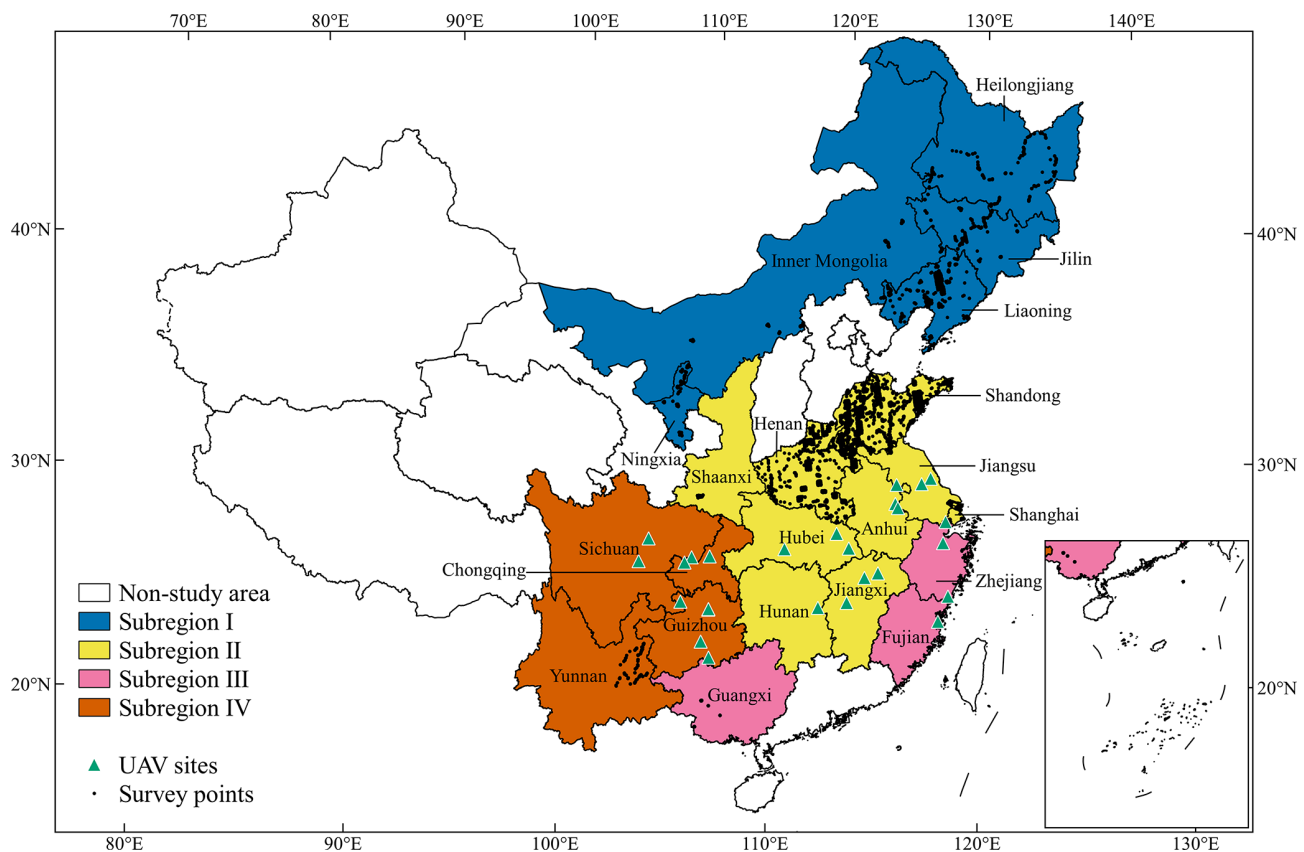 70°E 80°E 90°E 100°E 110°E 120°E 130°E 140°E
Heilongjiang
40°N
40°N
Inner Mongolia
Jilin
Liaoning
Shandong
Henan
30°N
Ningxia
Jiangsu
30°N
Shaanxi
Shanghai
Anhui
Hubei
Sichuan
Chongqing
Zhejiang
Jiangxi
Hunan
Guizhou
Fujian
Yunnan
20°N
Guangxi
20°N
Non-study area
Subregion I
Subregion II
Subregion III
Subregion IV
UAV sites
Survey points
80°E 90°E 100°E 110°E 120°E 130°E